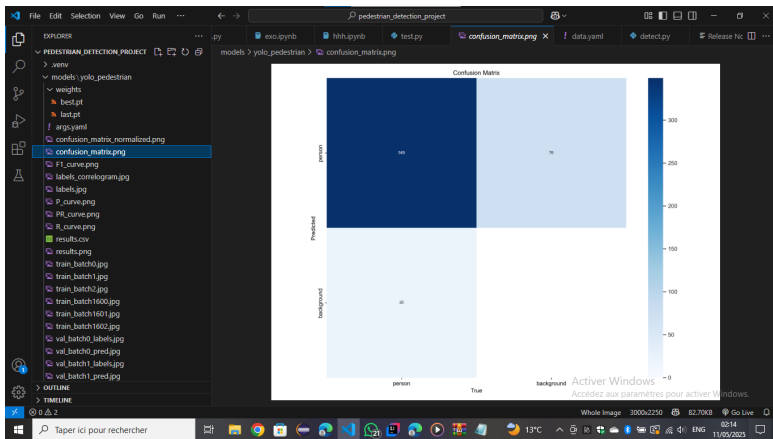 File Edit Selection View Go Run ···
pedestrian_detection_project
EXPLORER ···
.py exo.ipynb hhh.ipynb test.py confusion_matrix.png data.yaml detect.py Release Nc
PEDESTRIAN_DETECTION_PROJECT
models > yolo_pedestrian > confusion_matrix.png
.venv
models \ yolo_pedestrian
weights
best.pt
last.pt
args.yaml
confusion_matrix_normalized.png
confusion_matrix.png
F1_curve.png
labels_correlogram.jpg
labels.jpg
P_curve.png
PR_curve.png
R_curve.png
results.csv
results.png
train_batch0.jpg
train_batch1.jpg
train_batch2.jpg
train_batch1600.jpg
train_batch1601.jpg
train_batch1602.jpg
val_batch0_labels.jpg
val_batch0_pred.jpg
val_batch1_labels.jpg
val_batch1_pred.jpg
OUTLINE
TIMELINE
Confusion Matrix
person
background
Predicted
person
background
True
300
250
200
150
100
50
0
Activer Windows
Accédez aux paramètres pour activer Windows.
0 2
Whole Image 3000x2250 82.70KB Go Live
Taper ici pour rechercher
21
13°C
ENG
02:14
11/05/2025